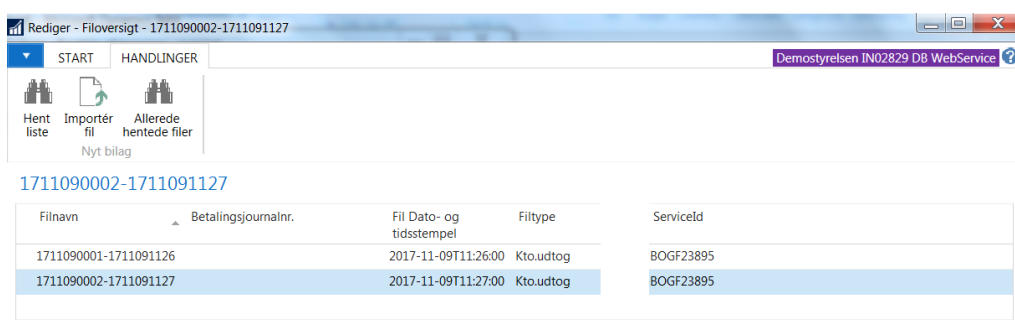 Rediger - Filoversigt - 1711090002-1711091127
START HANDLINGER
Demostyrelsen IN02829 DB WebService
Hent liste
Importér fil
Allerede hentede filer
Nyt bilag
1711090002-1711091127
Filnavn Betalingsjournalnr. Fil Dato- og tidsstempel Filtype ServiceId
1711090001-1711091126 2017-11-09T11:26:00 Kto.udtog BOGF23895
1711090002-1711091127 2017-11-09T11:27:00 Kto.udtog BOGF23895